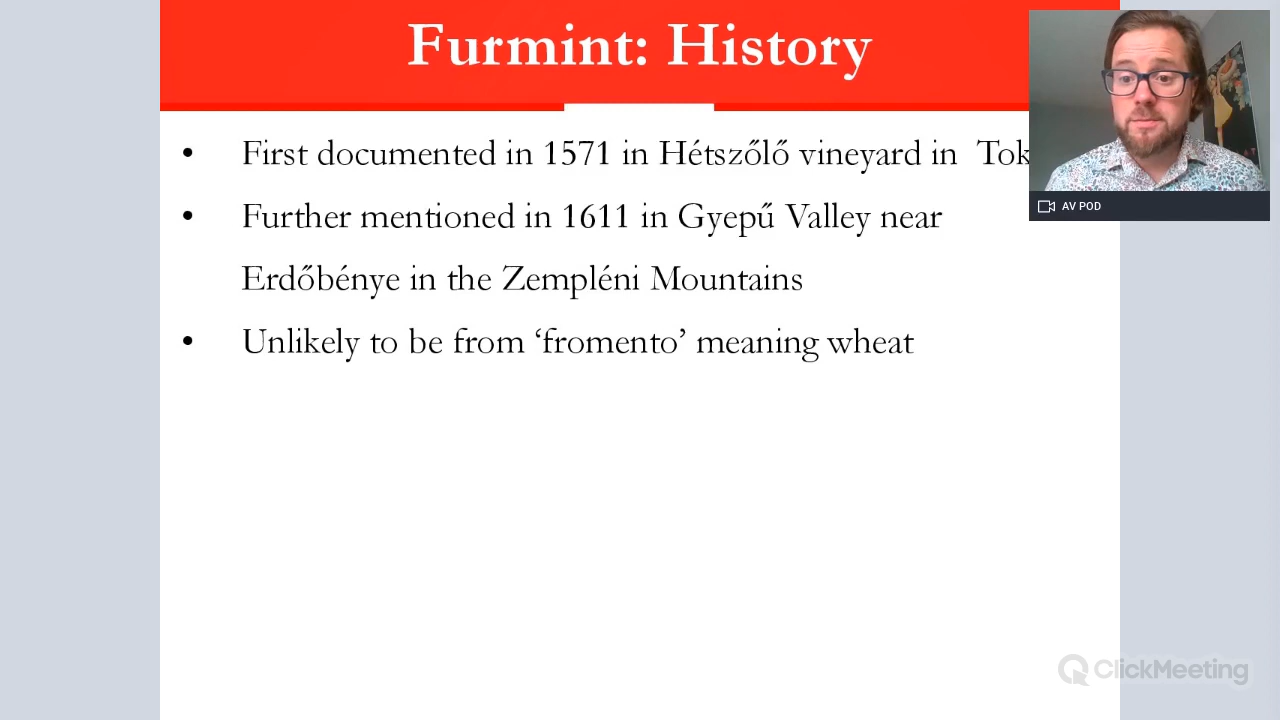 Furmint: History
• First documented in 1571 in Hétszőlő vineyard in Tok
• Further mentioned in 1611 in Gyepű Valley near
Erdőbénye in the Zempléni Mountains
• Unlikely to be from ‘fromento’ meaning wheat
AV POD
ClickMeeting